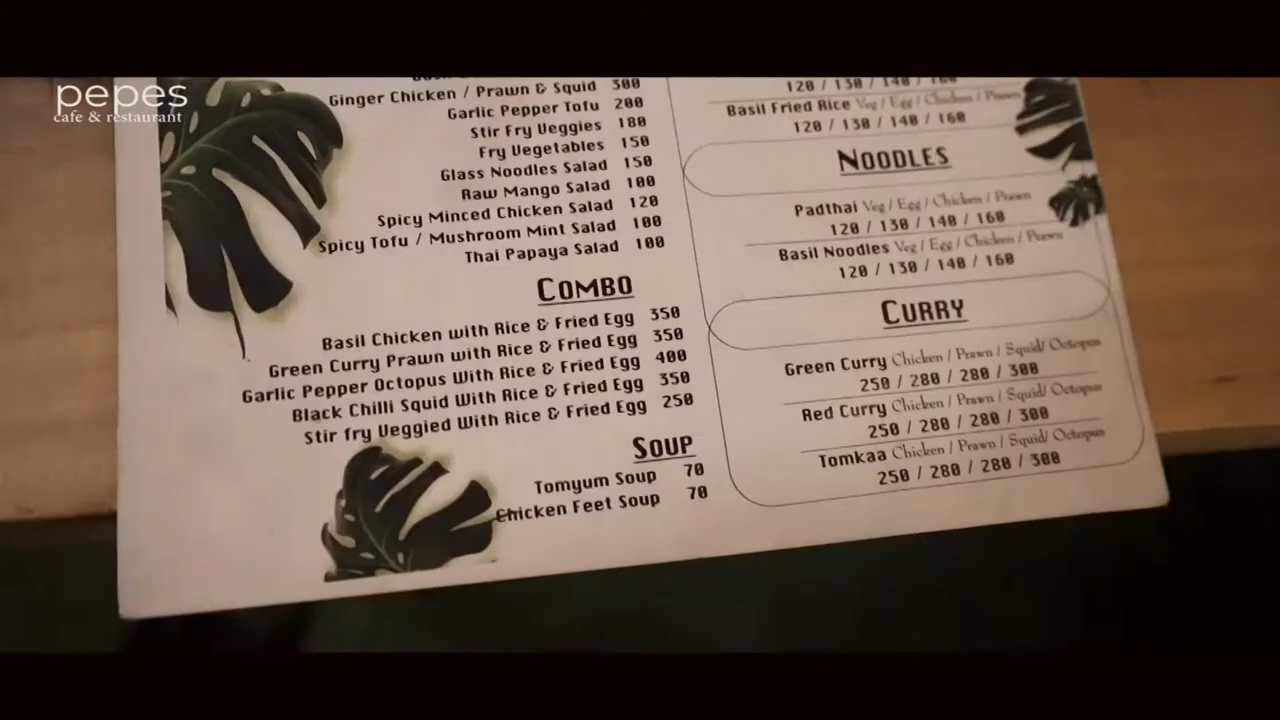 pepes
cafe & restaurant
Ginger Chicken / Prawn & Squid 300
Garlic Pepper Tofu 200
Stir Fry Veggies 180
Fry Vegetables 150
Glass Noodles Salad 150
Raw Mango Salad 100
Spicy Minced Chicken Salad 120
Spicy Tofu / Mushroom Mint Salad 100
Thai Papaya Salad 100
COMBO
Basil Chicken with Rice & Fried Egg 350
Green Curry Prawn with Rice & Fried Egg 350
Garlic Pepper Octopus With Rice & Fried Egg 400
Black Chilli Squid With Rice & Fried Egg 350
Stir fry Veggied With Rice & Fried Egg 250
SOUP
Tomyum Soup 70
Chicken Feet Soup 70
120 / 130 / 140 / 160
Basil Fried Rice Veg / Egg / Chicken / Prawn
120 / 130 / 140 / 160
NOODLES
Padthai Veg / Egg / Chicken / Prawn
120 / 130 / 140 / 160
Basil Noodles Veg / Egg / Chicken / Prawn
120 / 130 / 140 / 160
CURRY
Green Curry Chicken / Prawn / Squid/ Octopus
250 / 280 / 280 / 300
Red Curry Chicken / Prawn / Squid/ Octopus
250 / 280 / 280 / 300
Tomkaa Chicken / Prawn / Squid/ Octopus
250 / 280 / 280 / 300